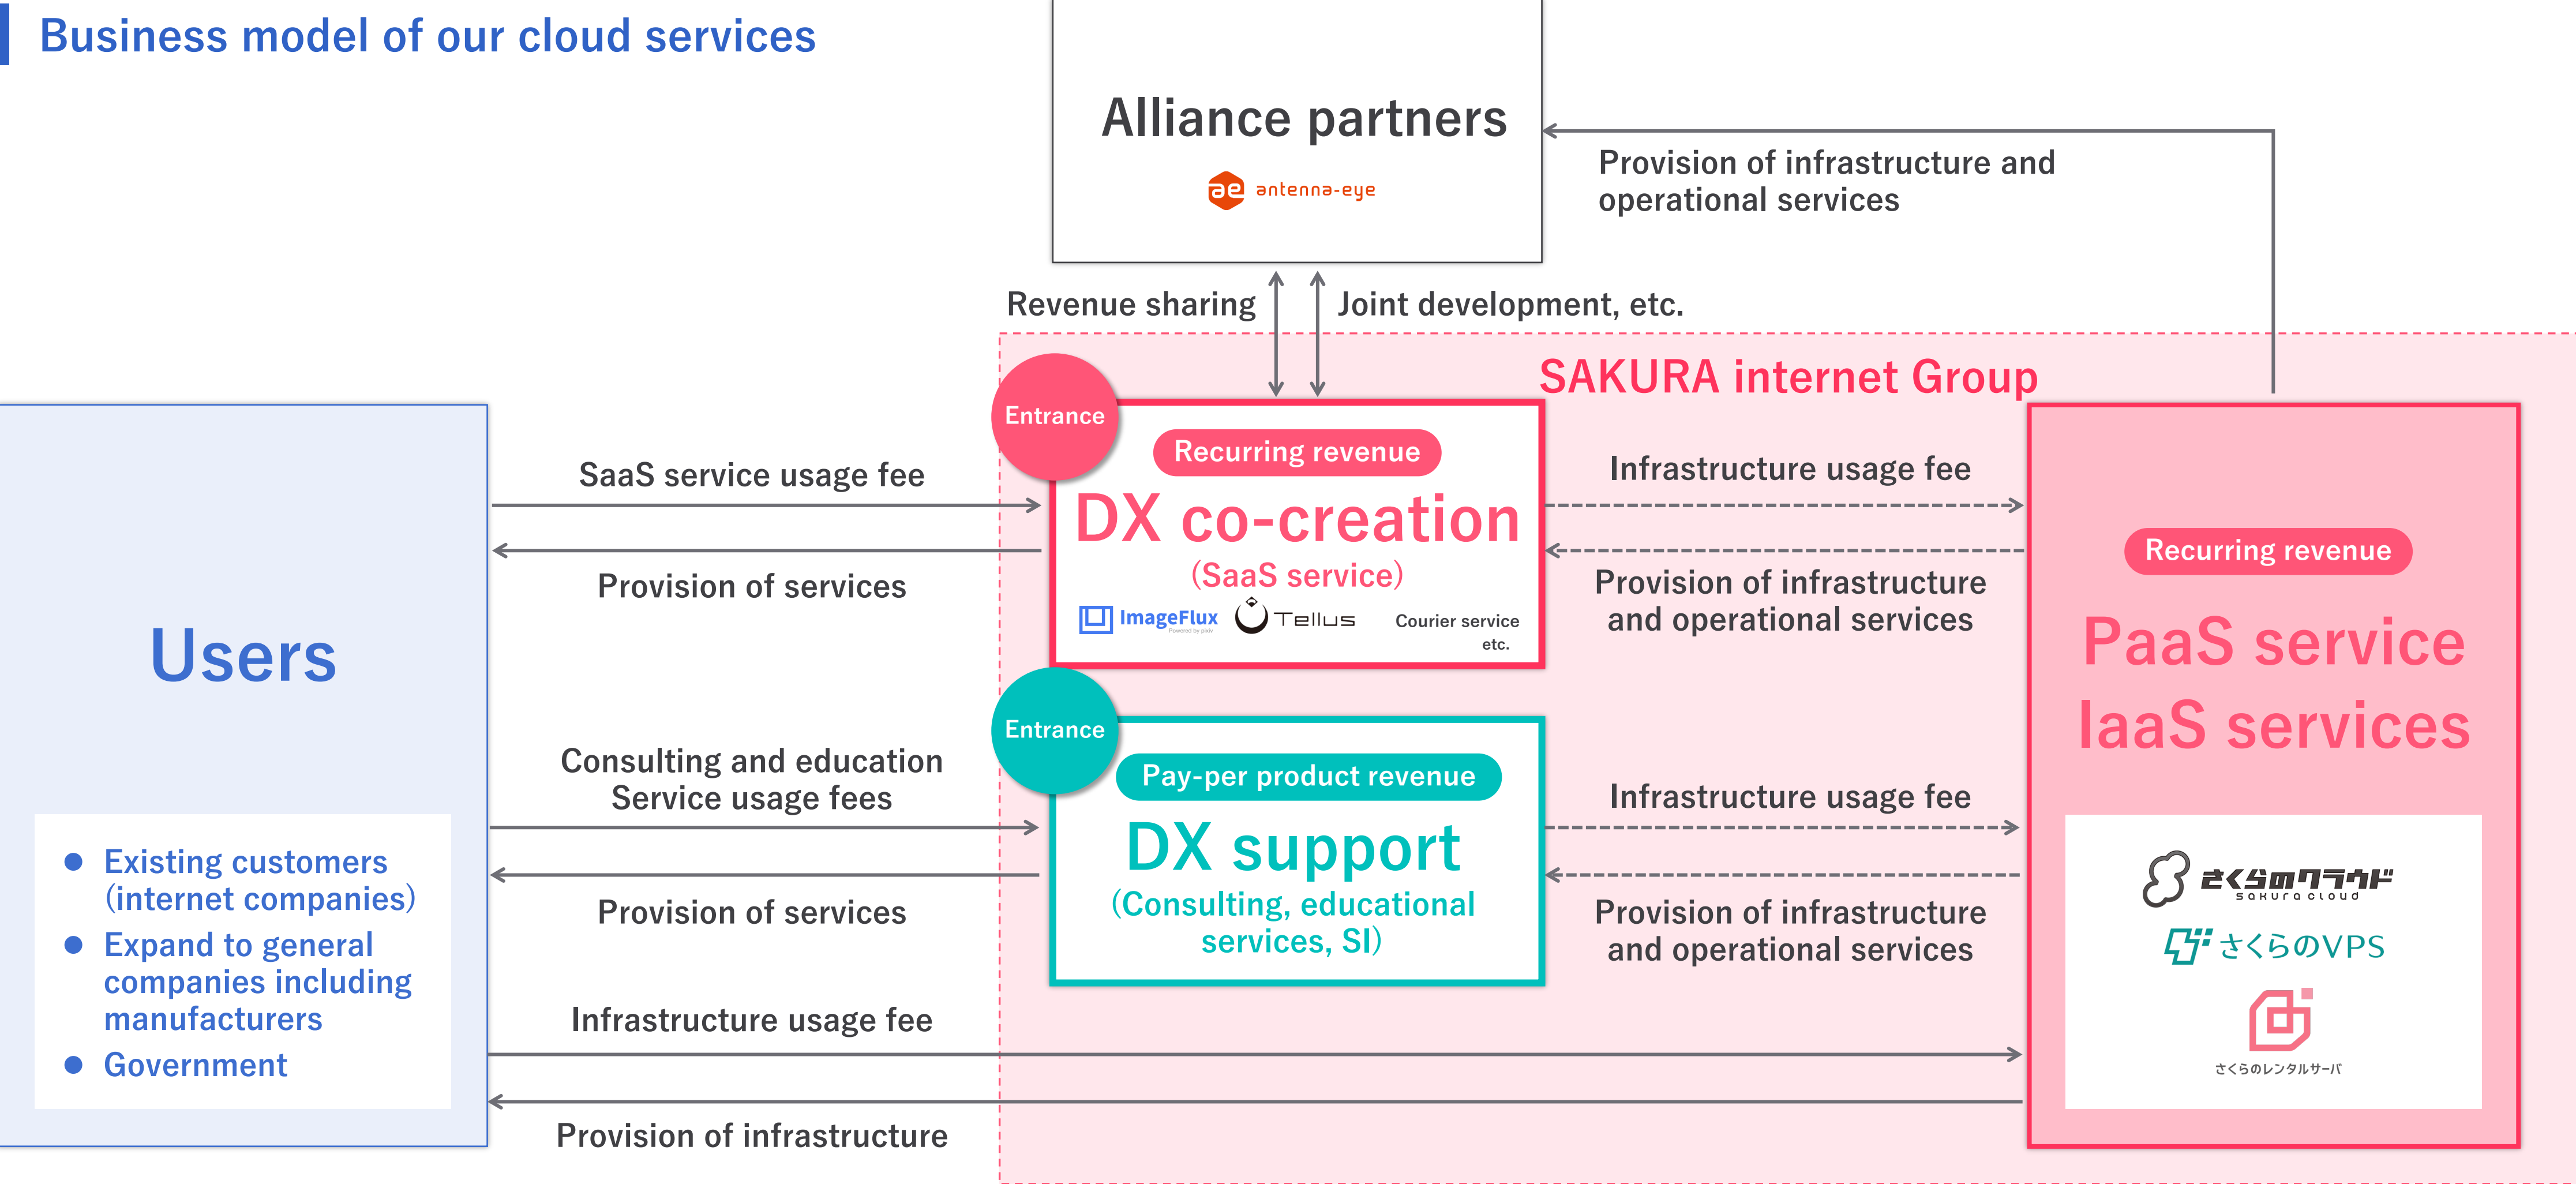 Business model of our cloud services
Alliance partners
ae antenna-eye
Provision of infrastructure and
operational services
Revenue sharing
Joint development, etc.
SAKURA internet Group
Entrance
Recurring revenue
DX co-creation
(SaaS service)
ImageFlux
Powered by pixiv
Tellus
Courier service
etc.
SaaS service usage fee
Provision of services
Infrastructure usage fee
Provision of infrastructure
and operational services
Users
Existing customers
(internet companies)
Expand to general
companies including
manufacturers
Government
Consulting and education
Service usage fees
Provision of services
Entrance
Pay-per product revenue
DX support
(Consulting, educational
services, SI)
Infrastructure usage fee
Provision of infrastructure
and operational services
Infrastructure usage fee
Provision of infrastructure
Recurring revenue
PaaS service
IaaS services
さくらのクラウド
sakura cloud
さくらのVPS
さくらのレンタルサーバ